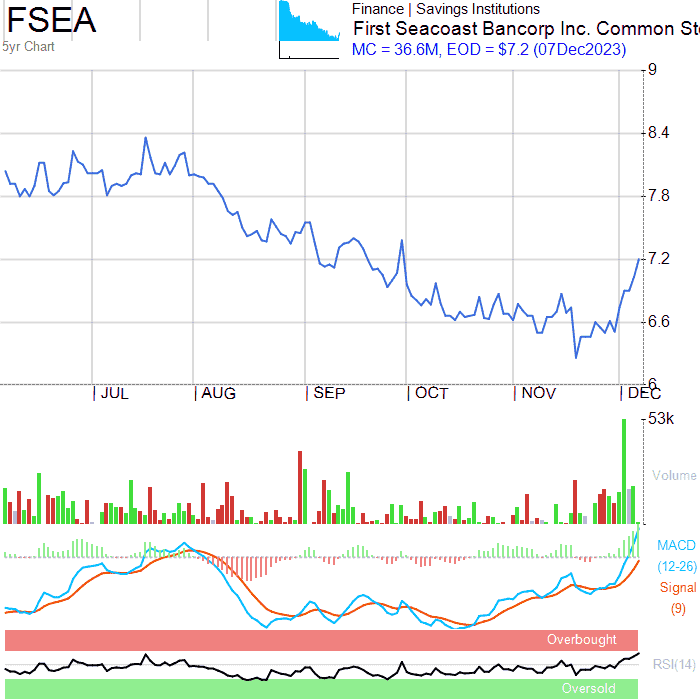 FSEA
5yr Chart
Finance | Savings Institutions
First Seacoast Bancorp Inc. Common Sto
MC = 36.6M, EOD = $7.2 (07Dec2023)
9
8.4
7.8
7.2
6.6
6
JUL AUG SEP OCT NOV DEC
53k
Volume
MACD
(12-26)
Signal
(9)
Overbought
RSI(14)
Oversold